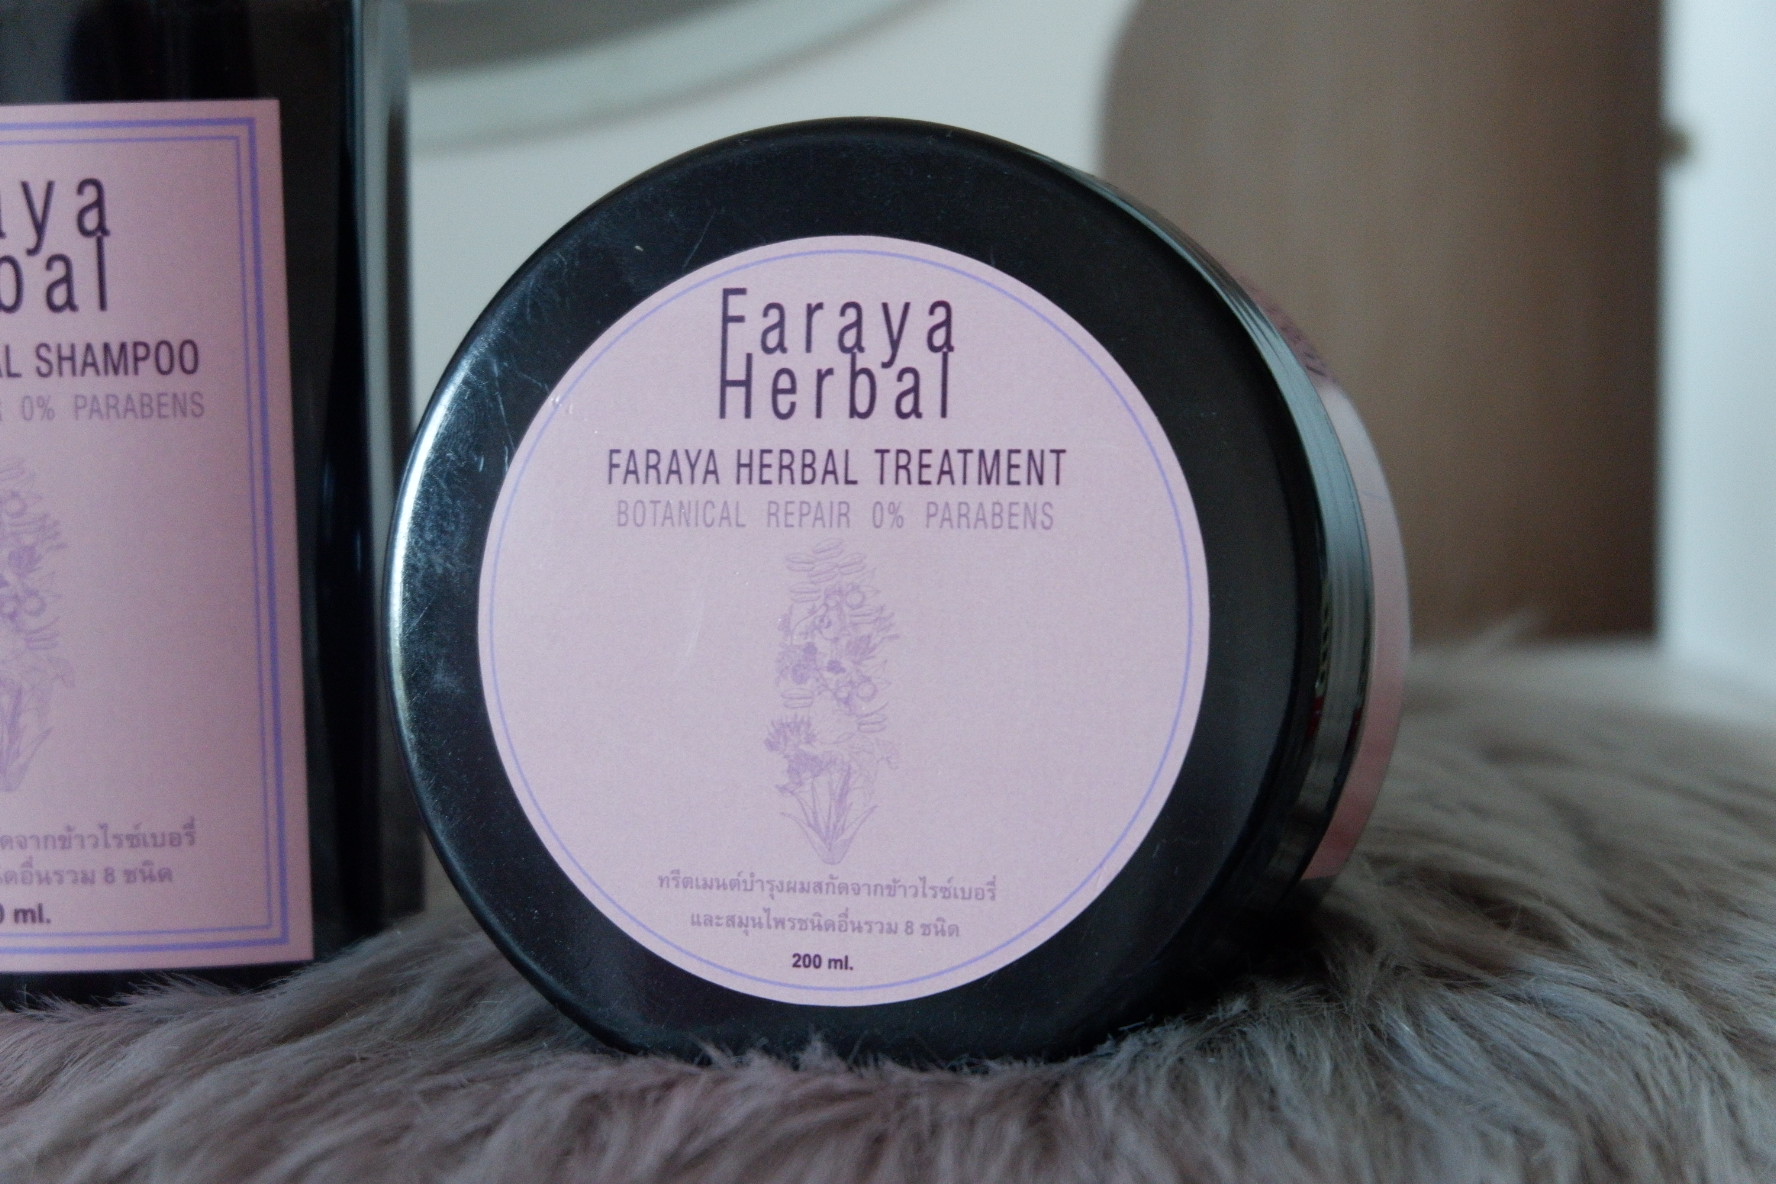 aya
bal
AL SHAMPOO
0% PARABENS
ดจากข้าวไรซ์เบอรี่
ดอื่นรวม 8 ชนิด
0 ml.
Faraya
Herbal
FARAYA HERBAL TREATMENT
BOTANICAL REPAIR 0% PARABENS
ทรีตเมนต์บำรุงผมสกัดจากข้าวไรซ์เบอรี่
และสมุนไพรชนิดอื่นรวม 8 ชนิด
200 ml.